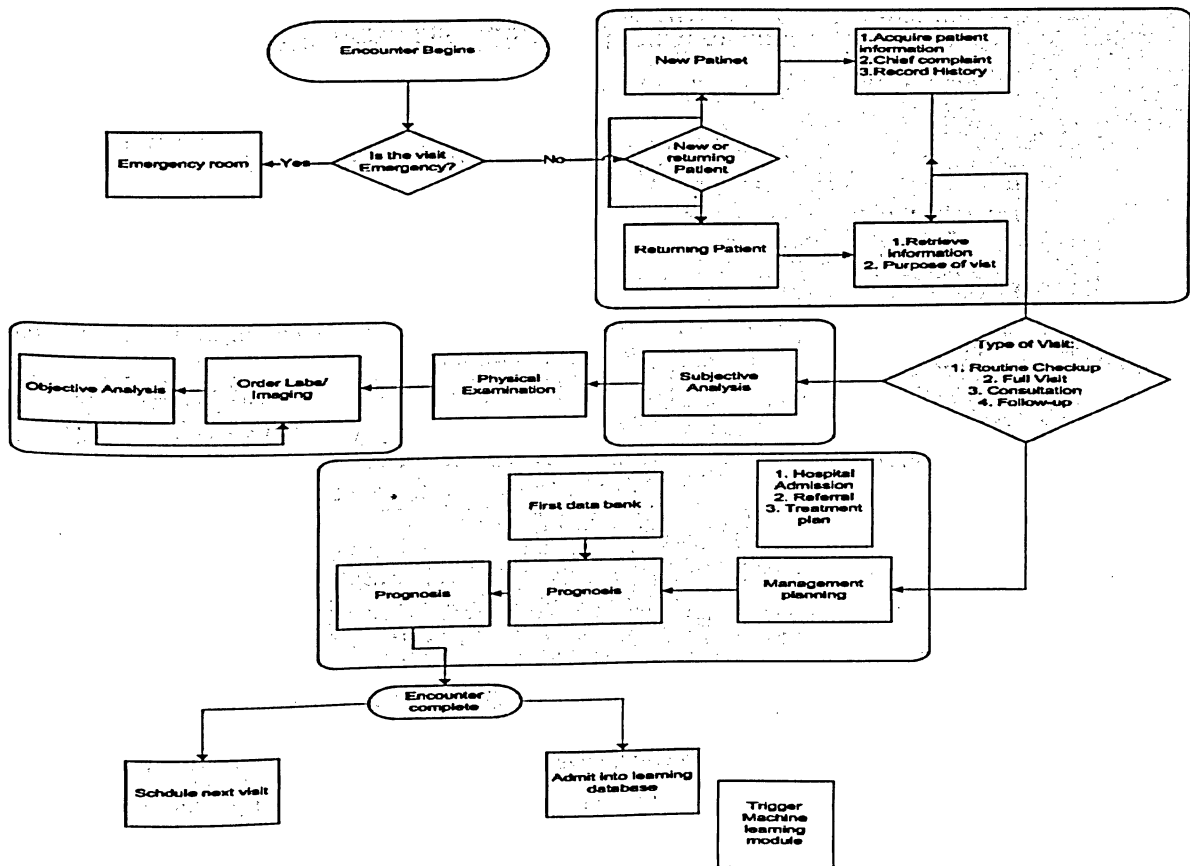 Encounter Begins
Is the visit
Emergency?
Yes
Emergency room
No
New or
returning
Patient
New Patinet
1.Acquire patient
information
2.Chief complaint
3.Record History
Returning Patient
1.Retrieve
information
2. Purpose of vist
Type of Visit:
1. Routine Checkup
2. Full Visit
3. Consultation
4. Follow-up
Subjective
Analysis
Physical
Examination
Order Labs/
Imaging
Objective Analysis
1. Hospital
Admission
2. Referral
3. Treatment
plan
First data bank
Management
planning
Prognosis
Prognosis
Encounter
complete
Schdule next visit
Admit into learning
database
Trigger
Machine
learning
module